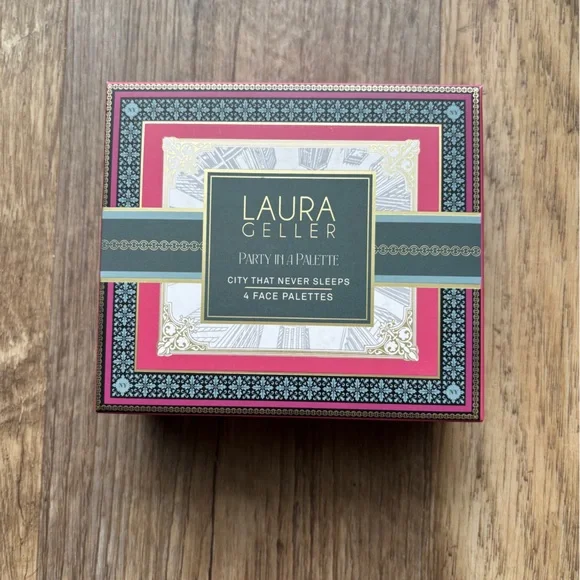 LAURA
GELLER
PARTY IN A PALETTE
CITY THAT NEVER SLEEPS
4 FACE PALETTES